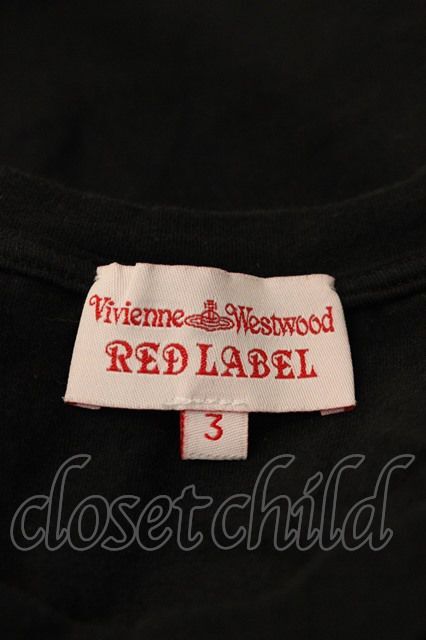 Vivienne Westwood
RED LABEL
3
closet child